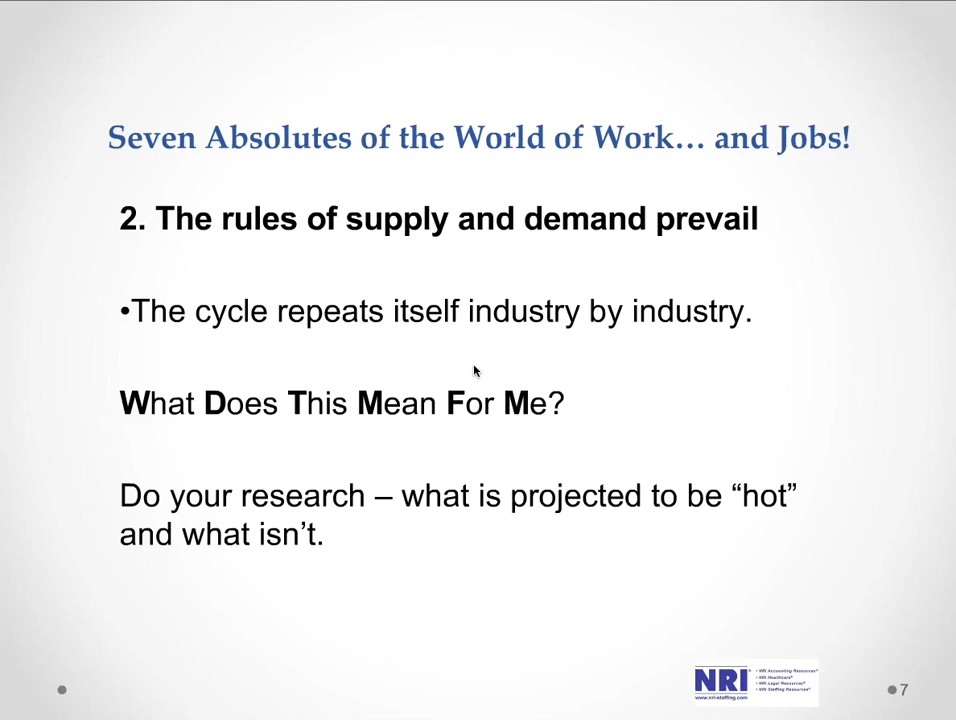 Seven Absolutes of the World of Work… and Jobs!
2. The rules of supply and demand prevail
•The cycle repeats itself industry by industry.
What Does This Mean For Me?
Do your research – what is projected to be “hot”
and what isn’t.
NRI®
• NRI Accounting Resources®
• NRI Healthcare®
• NRI Legal Resources®
• NRI Staffing Resources®
www.nri-staffing.com
7